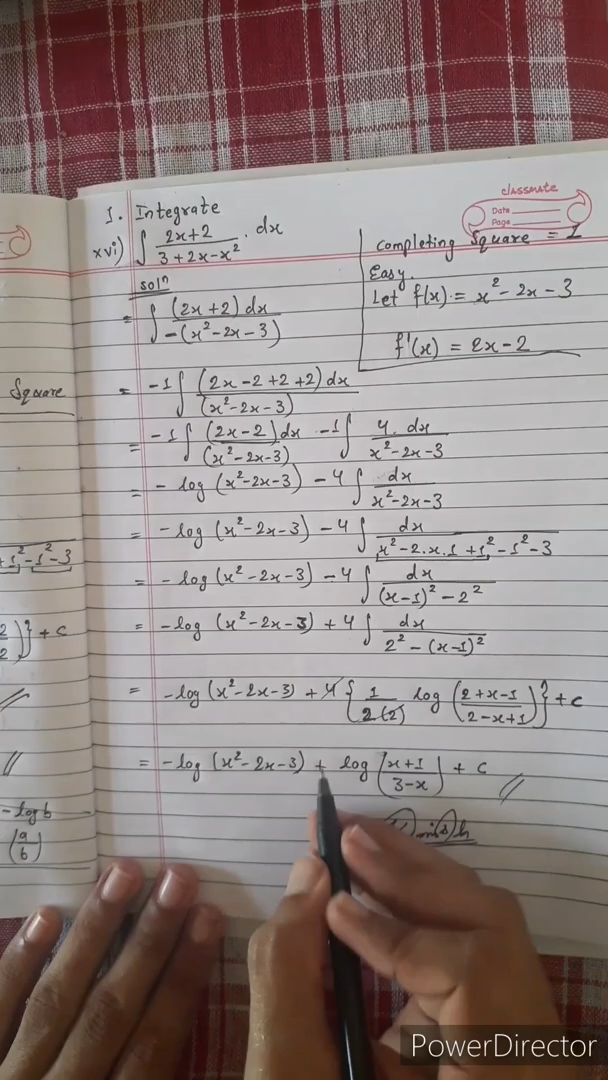 classmate
Date
Page
1. Integrate
xvi) ∫ (2x+2)/(3+2x-x²) . dx
solⁿ
= ∫ (2x+2) dx / -(x²-2x-3)
completing Square = 1
Easy.
Let f(x) = x²-2x-3
f'(x) = 2x-2
= -1 ∫ (2x-2+2+2) dx / (x²-2x-3)
= -1 ∫ (2x-2) dx / (x²-2x-3) -1 ∫ 4. dx / x²-2x-3
= - log (x²-2x-3) - 4 ∫ dx / x²-2x-3
= - log (x²-2x-3) - 4 ∫ dx / x²-2.x.1+1²-1²-3
= - log (x²-2x-3) - 4 ∫ dx / (x-1)²-2²
= - log (x²-2x-3) + 4 ∫ dx / 2²-(x-1)²
= - log (x²-2x-3) + 4 { 1/2(2) log ( 2+x-1 / 2-x+1 ) } + c
= - log (x²-2x-3) + log ( x+1 / 3-x ) + c //
Square
+1²-1²-3
2)} + c
//
//
- log b
(a/b)
PowerDirector